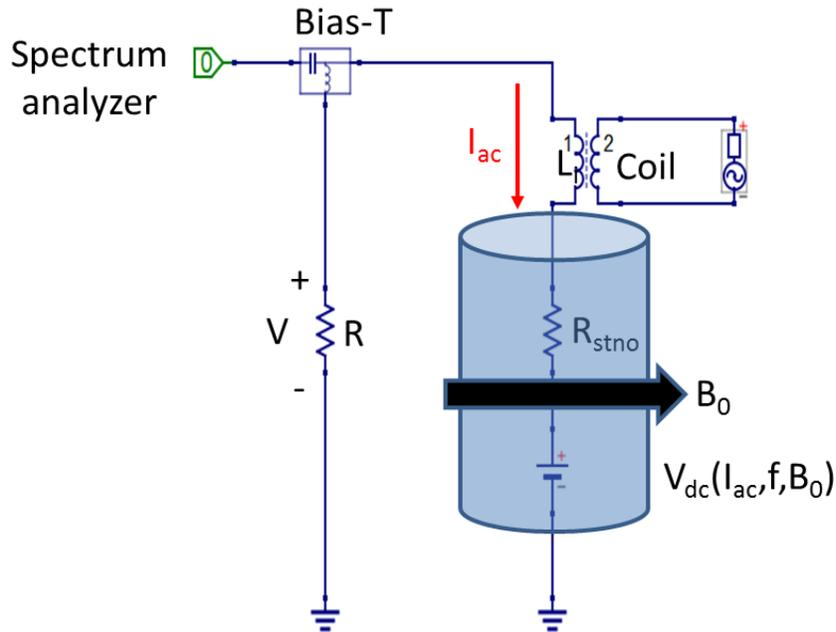 Bias-T
Spectrum
analyzer
0
I_ac
1
L
2
Coil
+
-
+
V
R
-
R_stno
B_0
+
-
V_dc(I_ac,f,B_0)